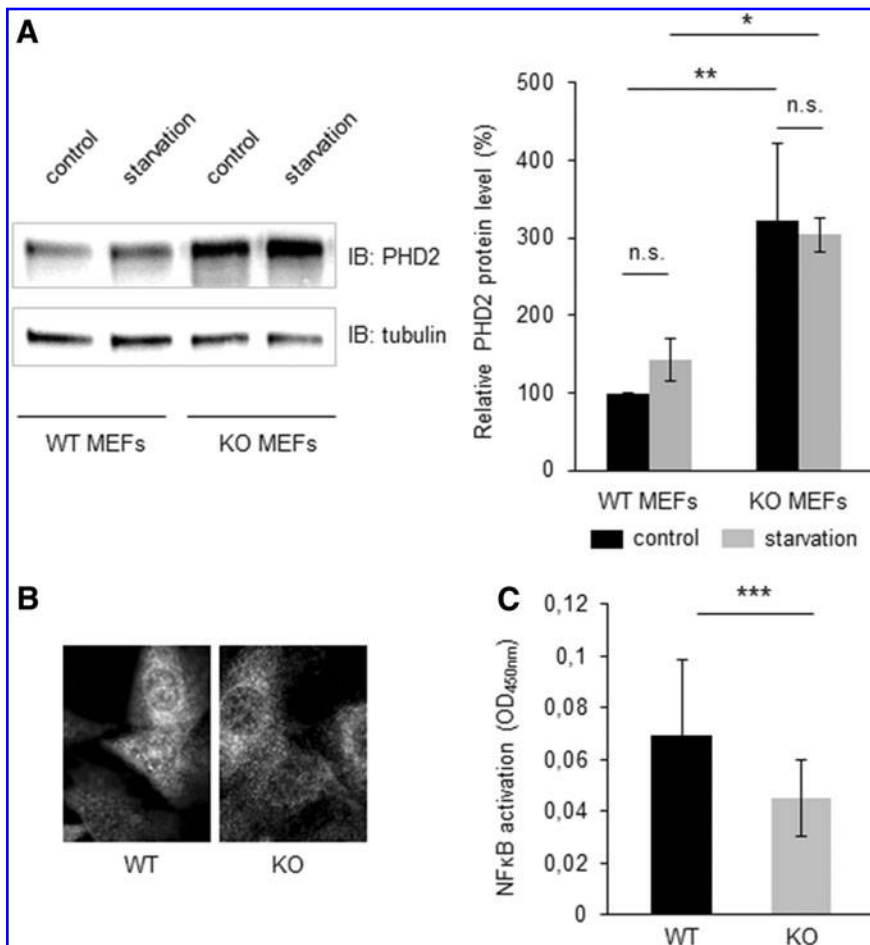 A
control
starvation
control
starvation
IB: PHD2
IB: tubulin
WT MEFs
KO MEFs
Relative PHD2 protein level (%)
500
400
300
200
100
0
*
**
n.s.
n.s.
WT MEFs
KO MEFs
control
starvation
B
WT
KO
C
NFκB activation (OD450nm)
0,12
0,1
0,08
0,06
0,04
0,02
0
***
WT
KO